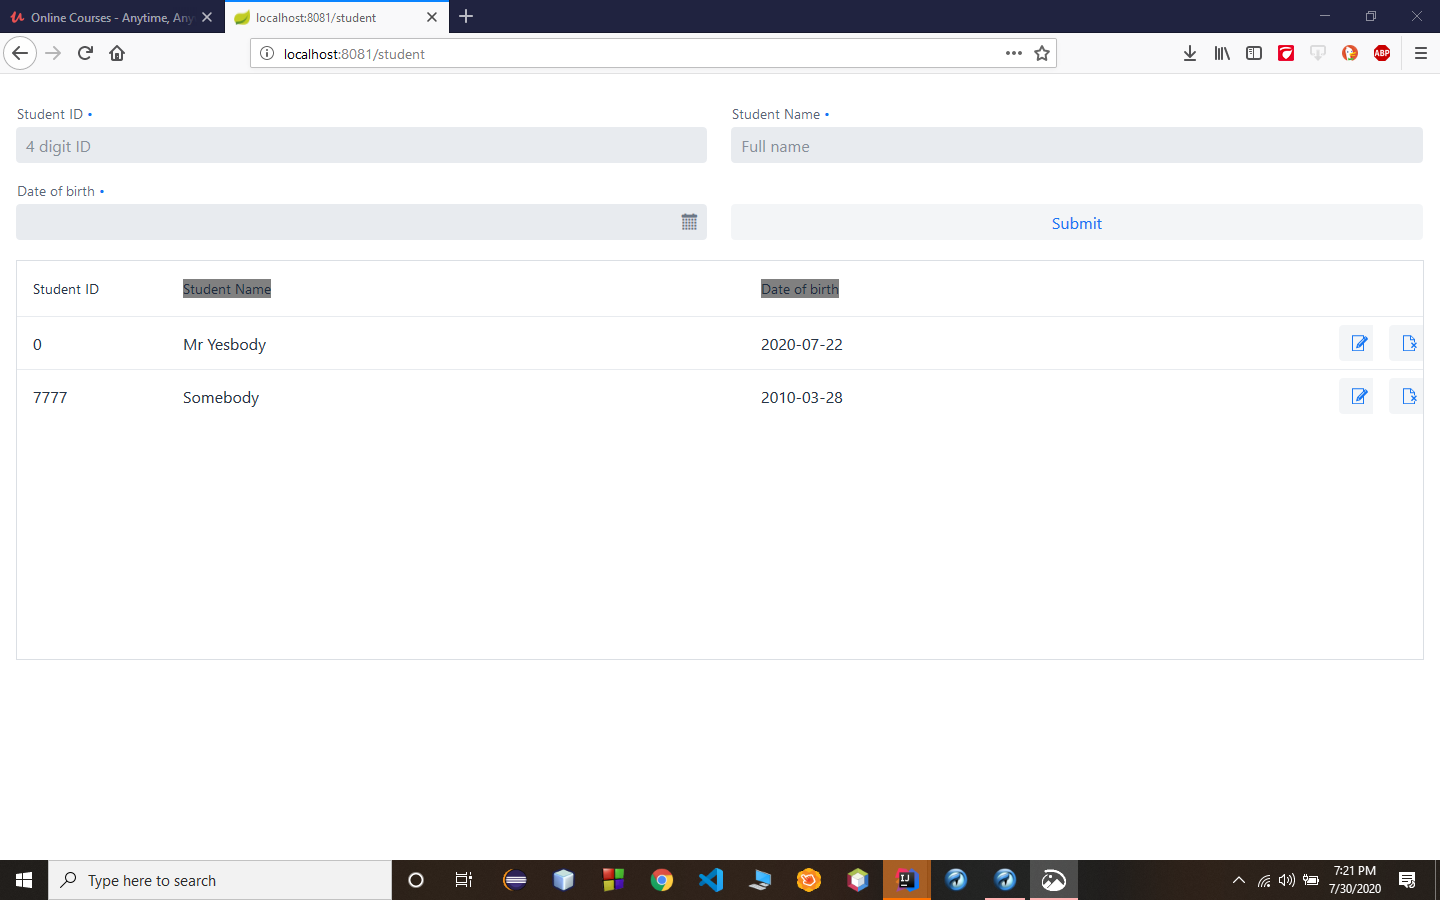 Online Courses - Anytime, Any
localhost:8081/student
localhost:8081/student
ABP
Student ID •
Student Name •
4 digit ID
Full name
Date of birth •
Submit
Student ID Student Name Date of birth
0 Mr Yesbody 2020-07-22
7777 Somebody 2010-03-28
Type here to search
IJ
7:21 PM
7/30/2020